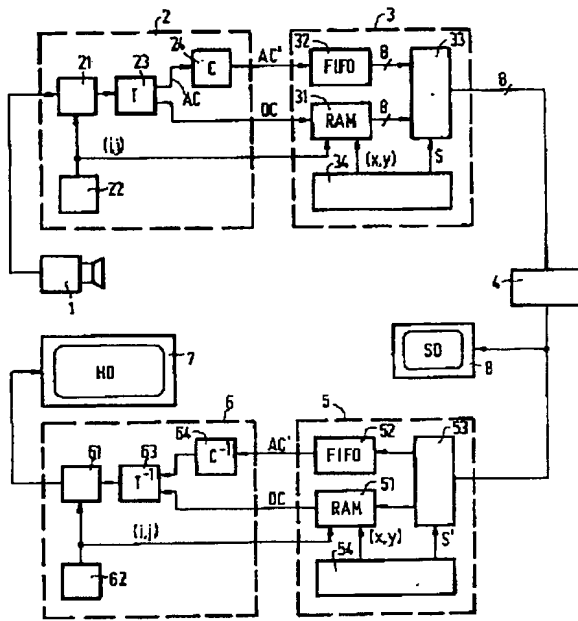 2
3
21
23
24
C
AC'
32
FIFO
8
33
8
T
AC
31
DC
RAM
8
(i,j)
(x,y)
S
22
34
1
4
HD
7
SD
8
6
5
61
63
64
C-1
AC'
52
FIFO
53
T-1
DC
51
RAM
(i,j)
(x,y)
S'
62
54